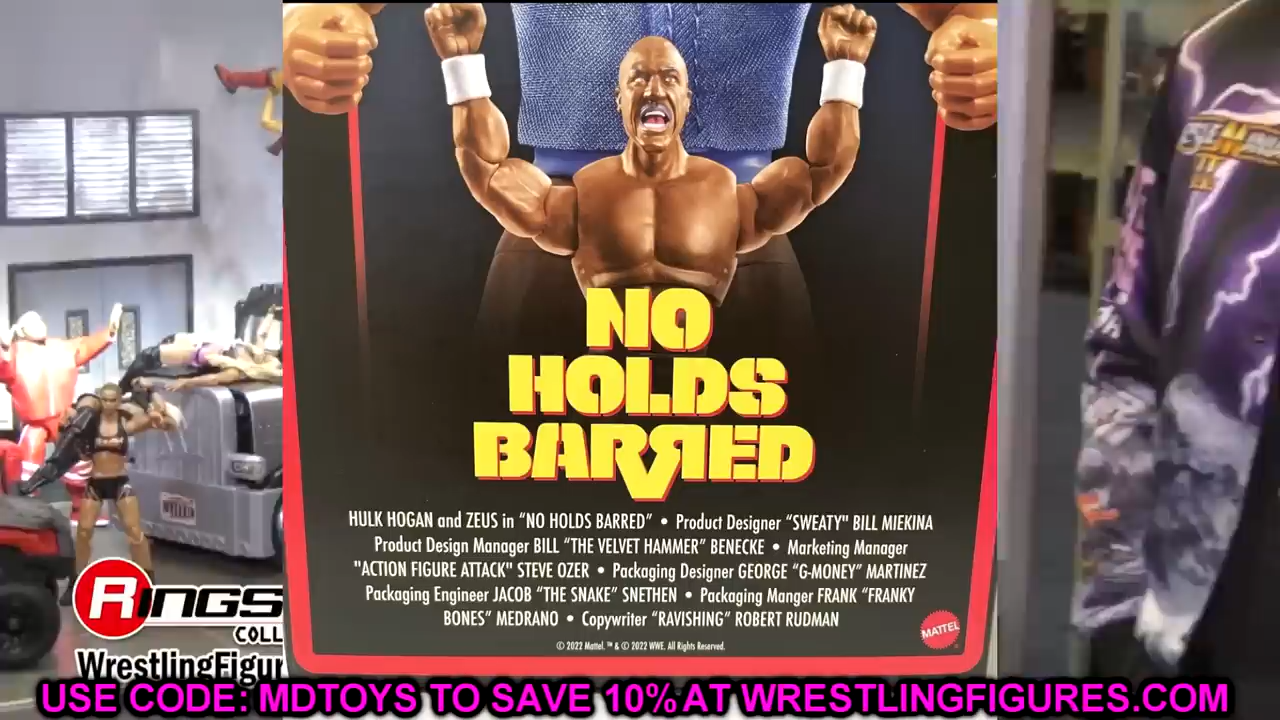 NO
HOLDS
BARRED
HULK HOGAN and ZEUS in “NO HOLDS BARRED” • Product Designer “SWEATY" BILL MIEKINA
Product Design Manager BILL “THE VELVET HAMMER” BENECKE • Marketing Manager
"ACTION FIGURE ATTACK" STEVE OZER • Packaging Designer GEORGE “G-MONEY” MARTINEZ
Packaging Engineer JACOB “THE SNAKE” SNETHEN • Packaging Manger FRANK “FRANKY
BONES” MEDRANO • Copywriter “RAVISHING” ROBERT RUDMAN
MATTEL
© 2022 Mattel. ™ & © 2022 WWE. All Rights Reserved.
RINGS
COLL
WrestlingFigur
USE CODE: MDTOYS TO SAVE 10% AT WRESTLINGFIGURES.COM